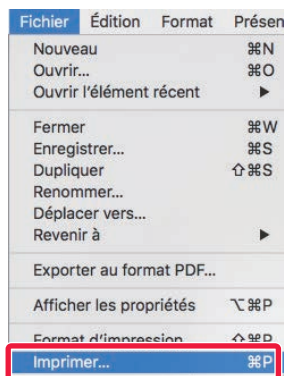 Fichier Édition Format Présen
Nouveau ⌘N
Ouvrir... ⌘O
Ouvrir l'élément récent ▶
Fermer ⌘W
Enregistrer... ⌘S
Dupliquer ⇧⌘S
Renommer...
Déplacer vers...
Revenir à ▶
Exporter au format PDF...
Afficher les propriétés ⌥⌘P
Format d'impression ⇧⌘P
Imprimer... ⌘P